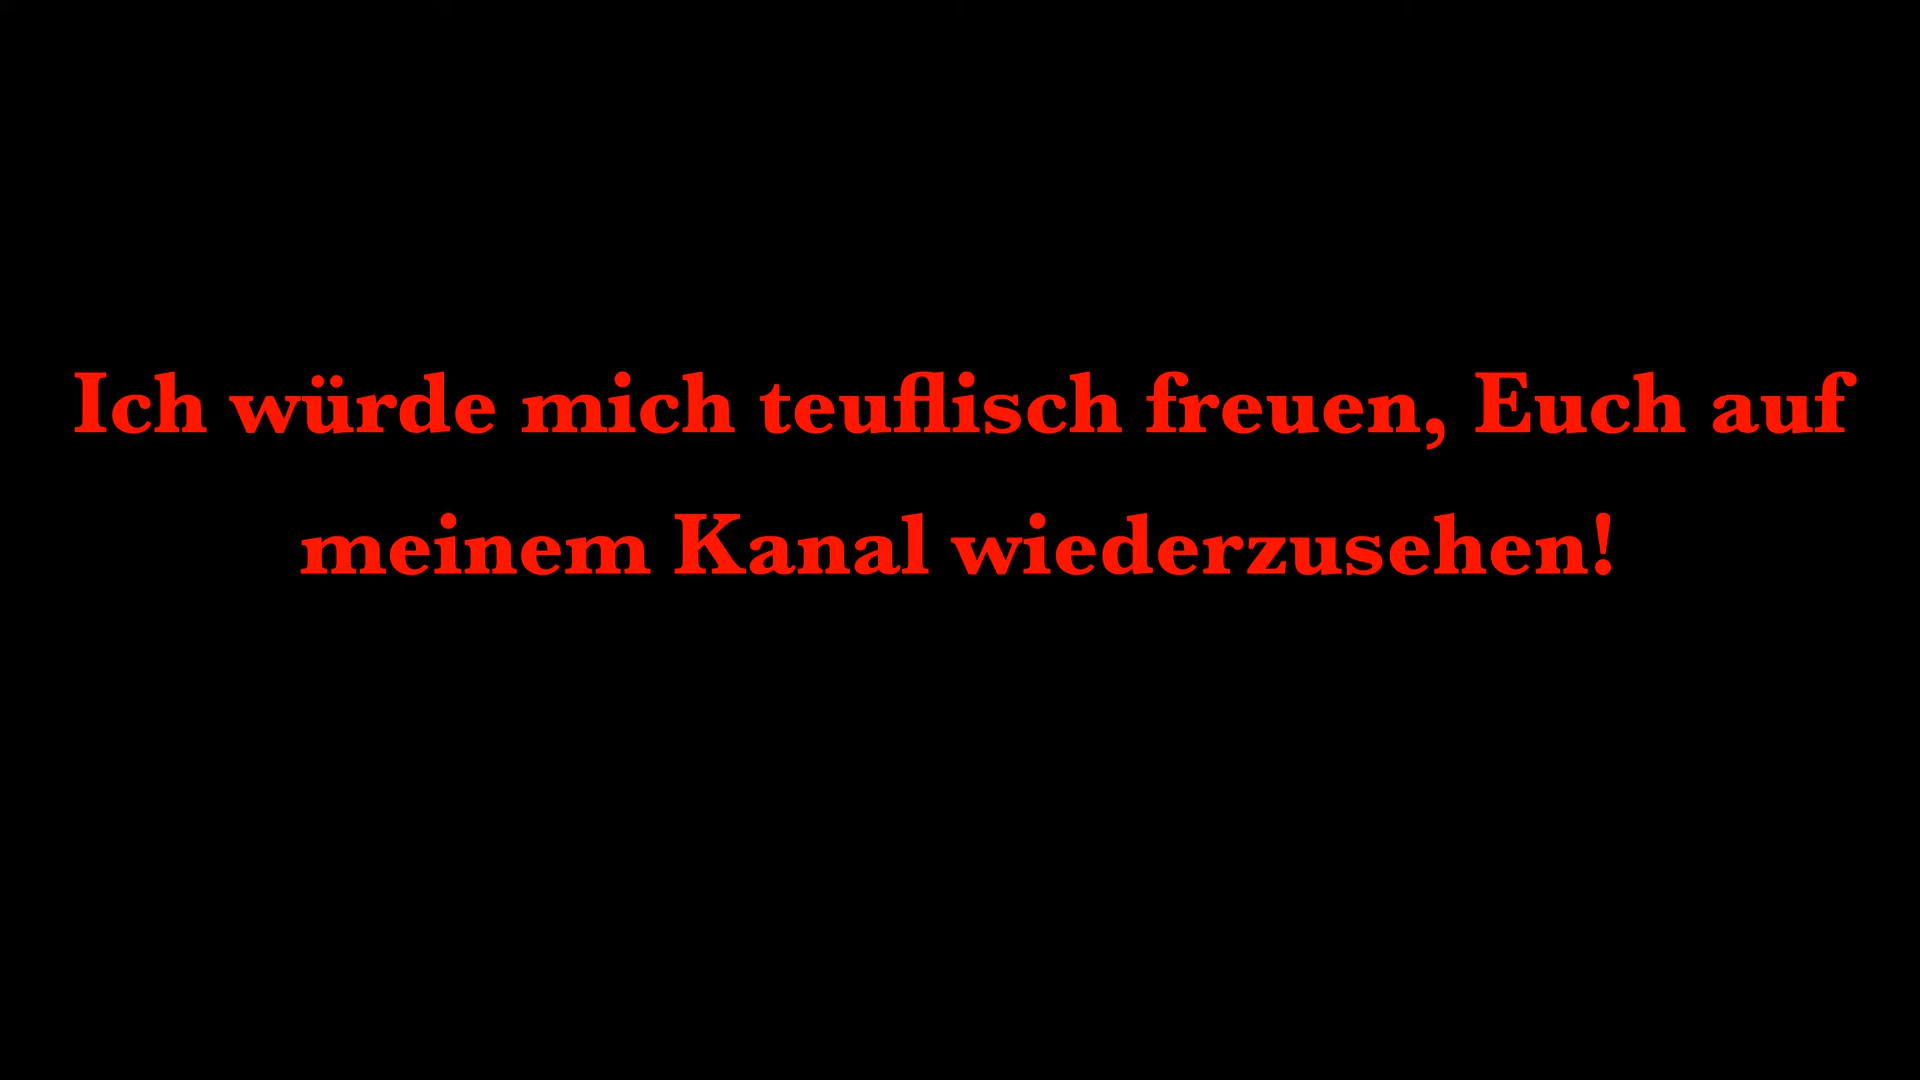 Ich würde mich teuflisch freuen, Euch auf
meinem Kanal wiederzusehen!